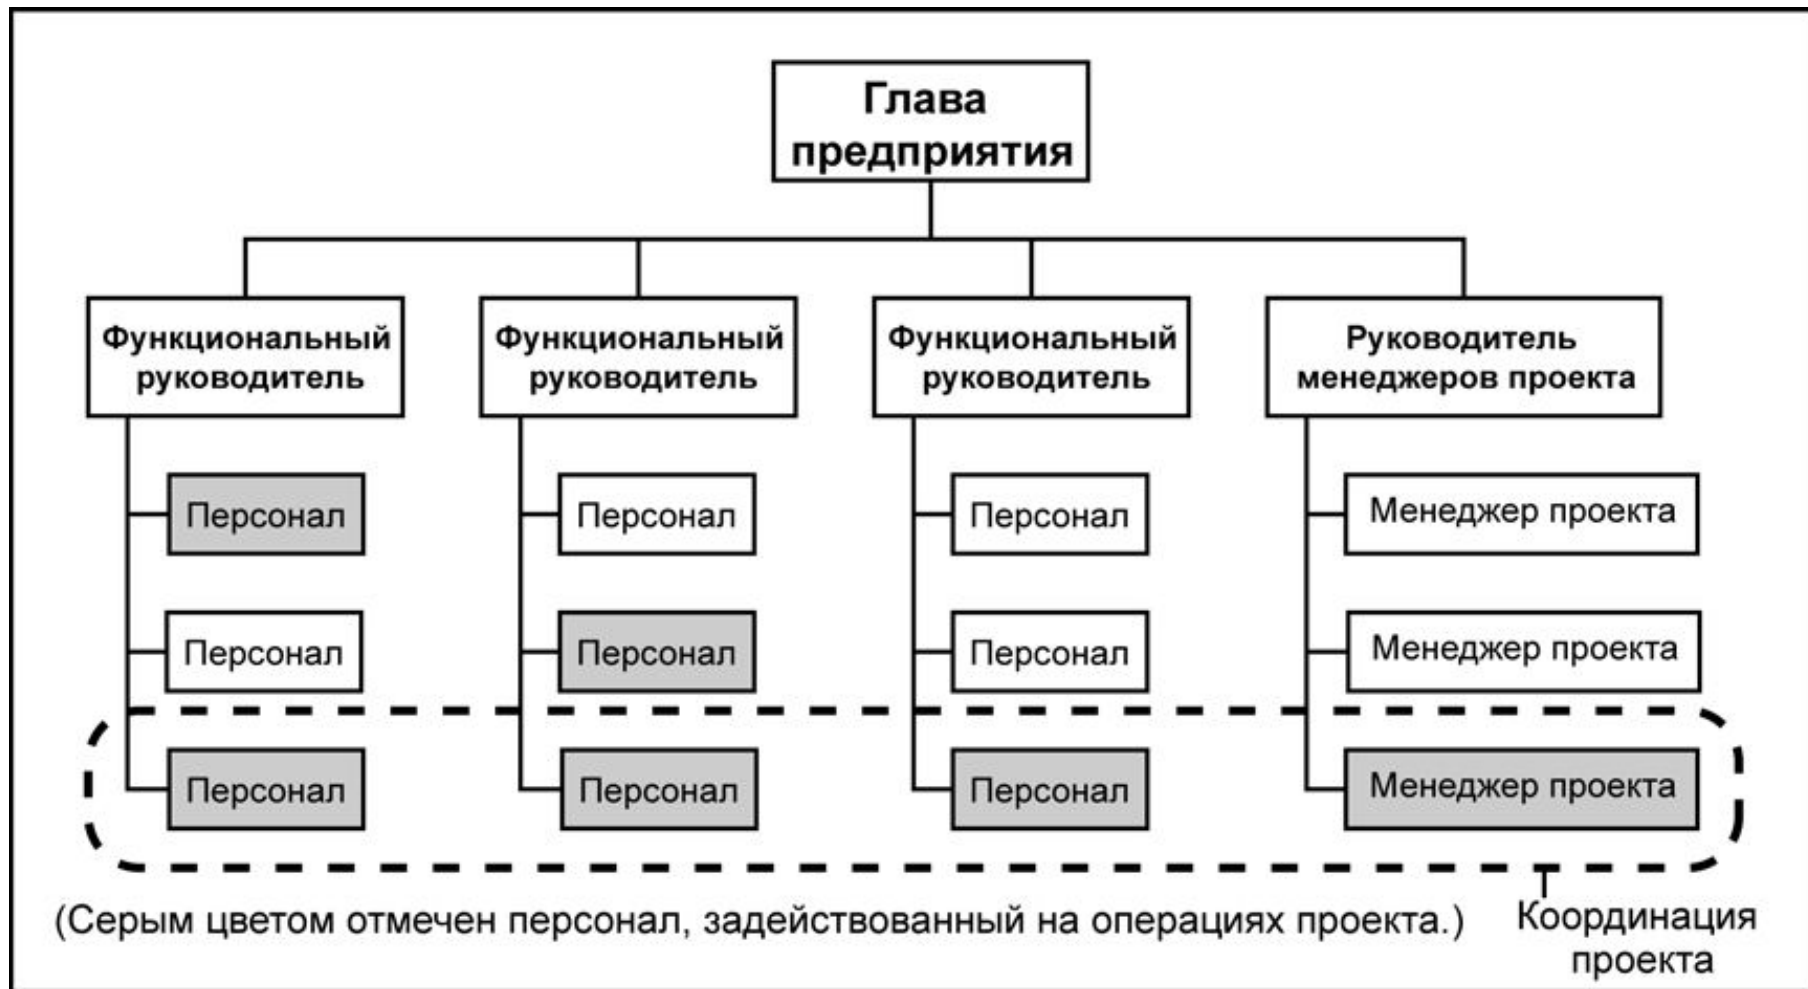 Глава
предприятия
Функциональный
руководитель
Функциональный
руководитель
Функциональный
руководитель
Руководитель
менеджеров проекта
Персонал
Персонал
Персонал
Менеджер проекта
Персонал
Персонал
Персонал
Менеджер проекта
Персонал
Персонал
Персонал
Менеджер проекта
(Серым цветом отмечен персонал, задействованный на операциях проекта.)
Координация
проекта